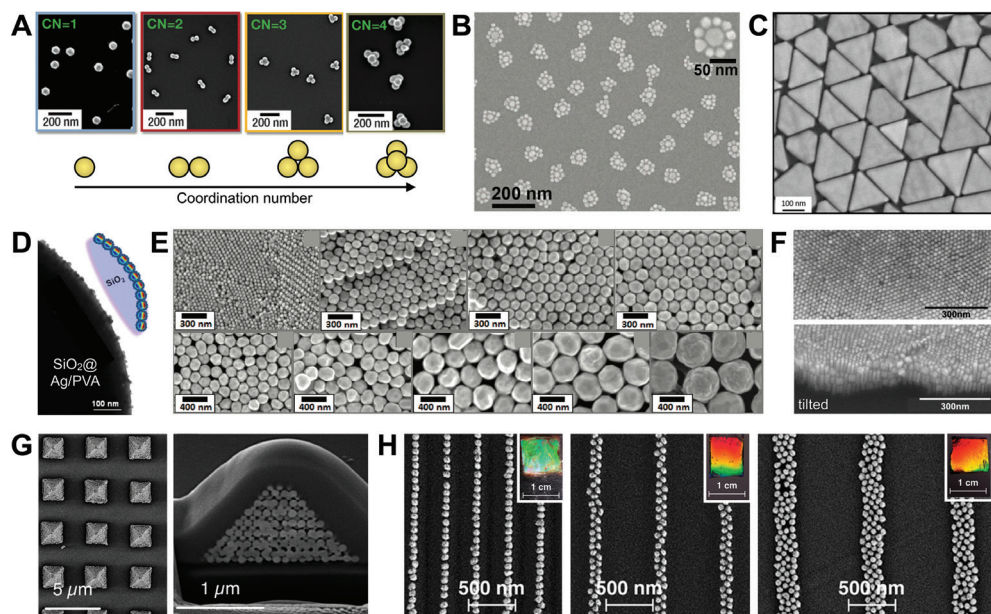 A
CN=1
200 nm
CN=2
200 nm
CN=3
200 nm
CN=4
200 nm
Coordination number
B
50 nm
200 nm
C
100 nm
D
SiO₂
SiO₂@
Ag/PVA
100 nm
E
300 nm
300 nm
300 nm
300 nm
400 nm
400 nm
400 nm
400 nm
400 nm
F
300nm
tilted
300nm
G
5 µm
1 µm
H
1 cm
500 nm
1 cm
500 nm
1 cm
500 nm